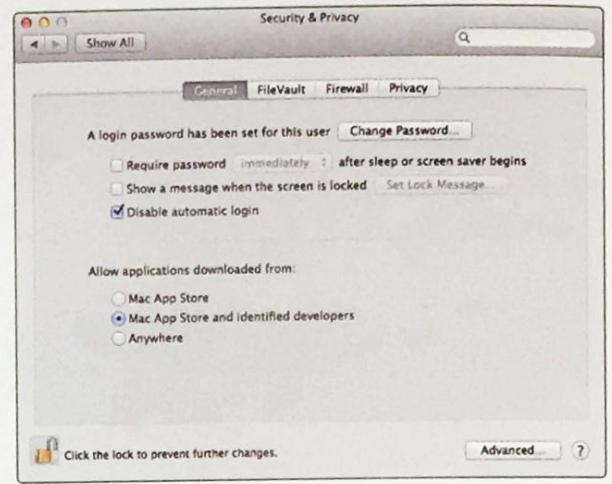 Security & Privacy
Show All
General FileVault Firewall Privacy
A login password has been set for this user Change Password...
Require password immediately after sleep or screen saver begins
Show a message when the screen is locked Set Lock Message...
Disable automatic login
Allow applications downloaded from:
Mac App Store
Mac App Store and identified developers
Anywhere
Click the lock to prevent further changes. Advanced... ?